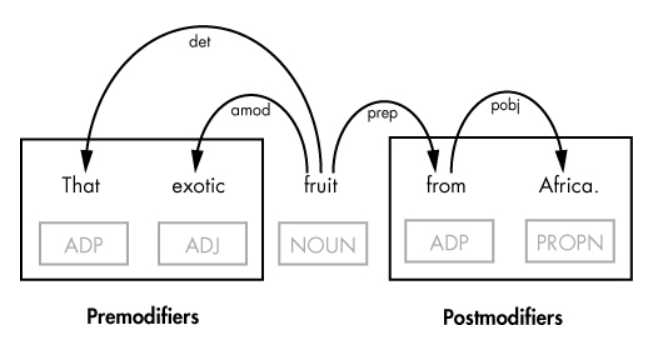 det
amod
prep
pobj
That exotic fruit from Africa.
ADP ADJ NOUN ADP PROPN
Premodifiers Postmodifiers